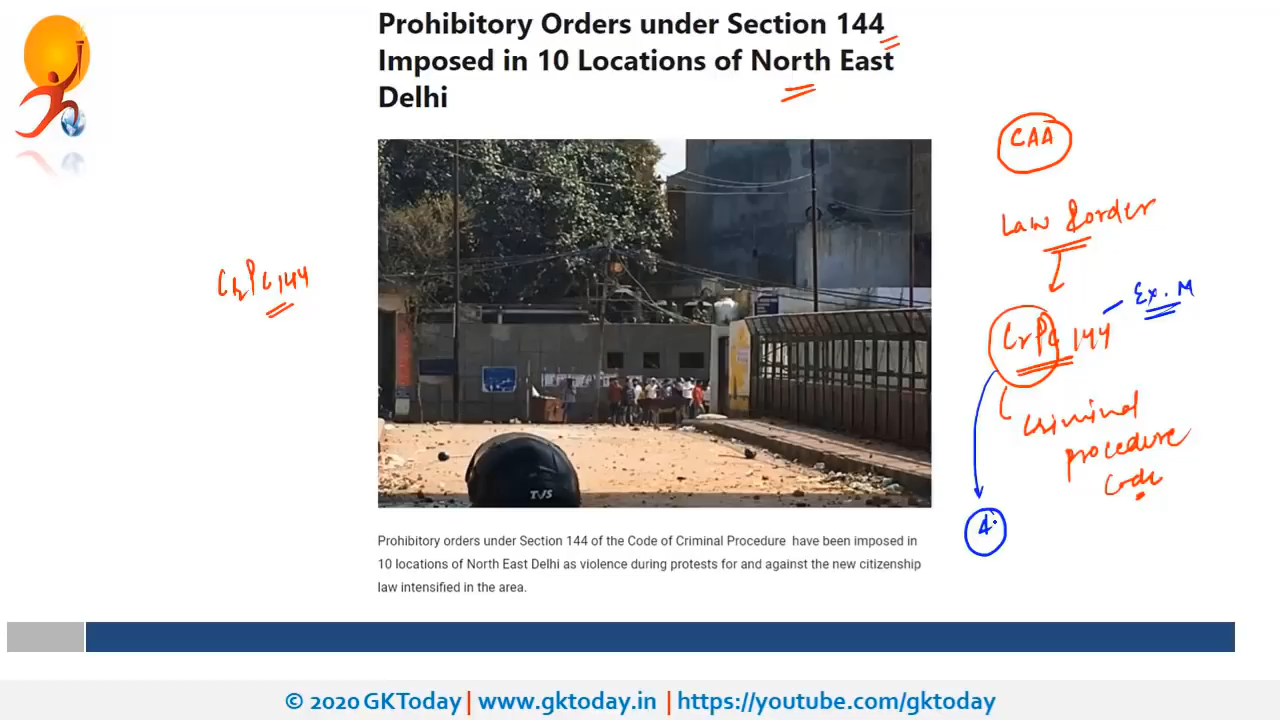 Prohibitory Orders under Section 144
Imposed in 10 Locations of North East
Delhi
CAA
Law & order
CrPC 144
Ex. M
CrPC 144
Criminal
procedure
Code
4
TVS
Prohibitory orders under Section 144 of the Code of Criminal Procedure have been imposed in
10 locations of North East Delhi as violence during protests for and against the new citizenship
law intensified in the area.
© 2020 GKToday | www.gktoday.in | https://youtube.com/gktoday